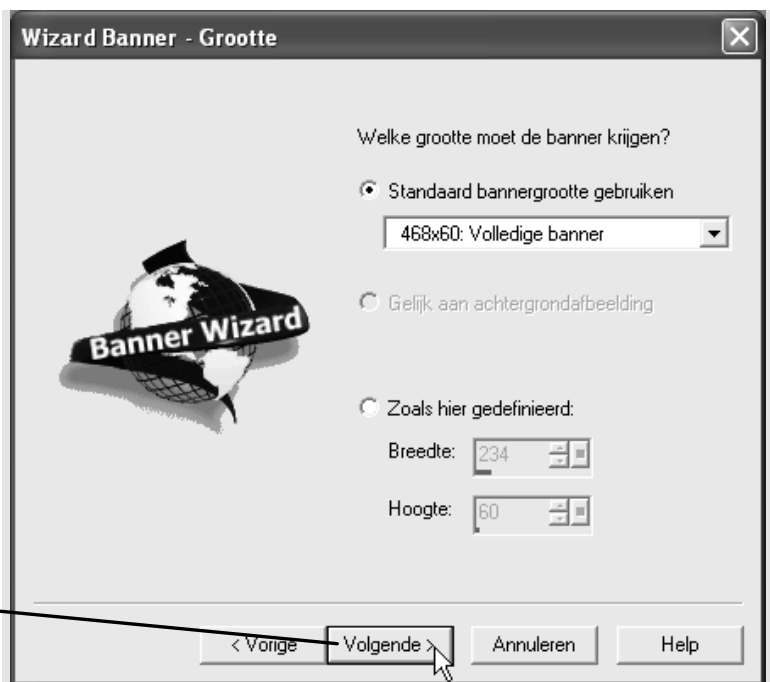 Wizard Banner - Grootte
Welke grootte moet de banner krijgen?
Standaard bannergrootte gebruiken
468x60: Volledige banner
Gelijk aan achtergrondafbeelding
Banner Wizard
Zoals hier gedefinieerd:
Breedte: 234
Hoogte: 60
< Vorige Volgende > Annuleren Help